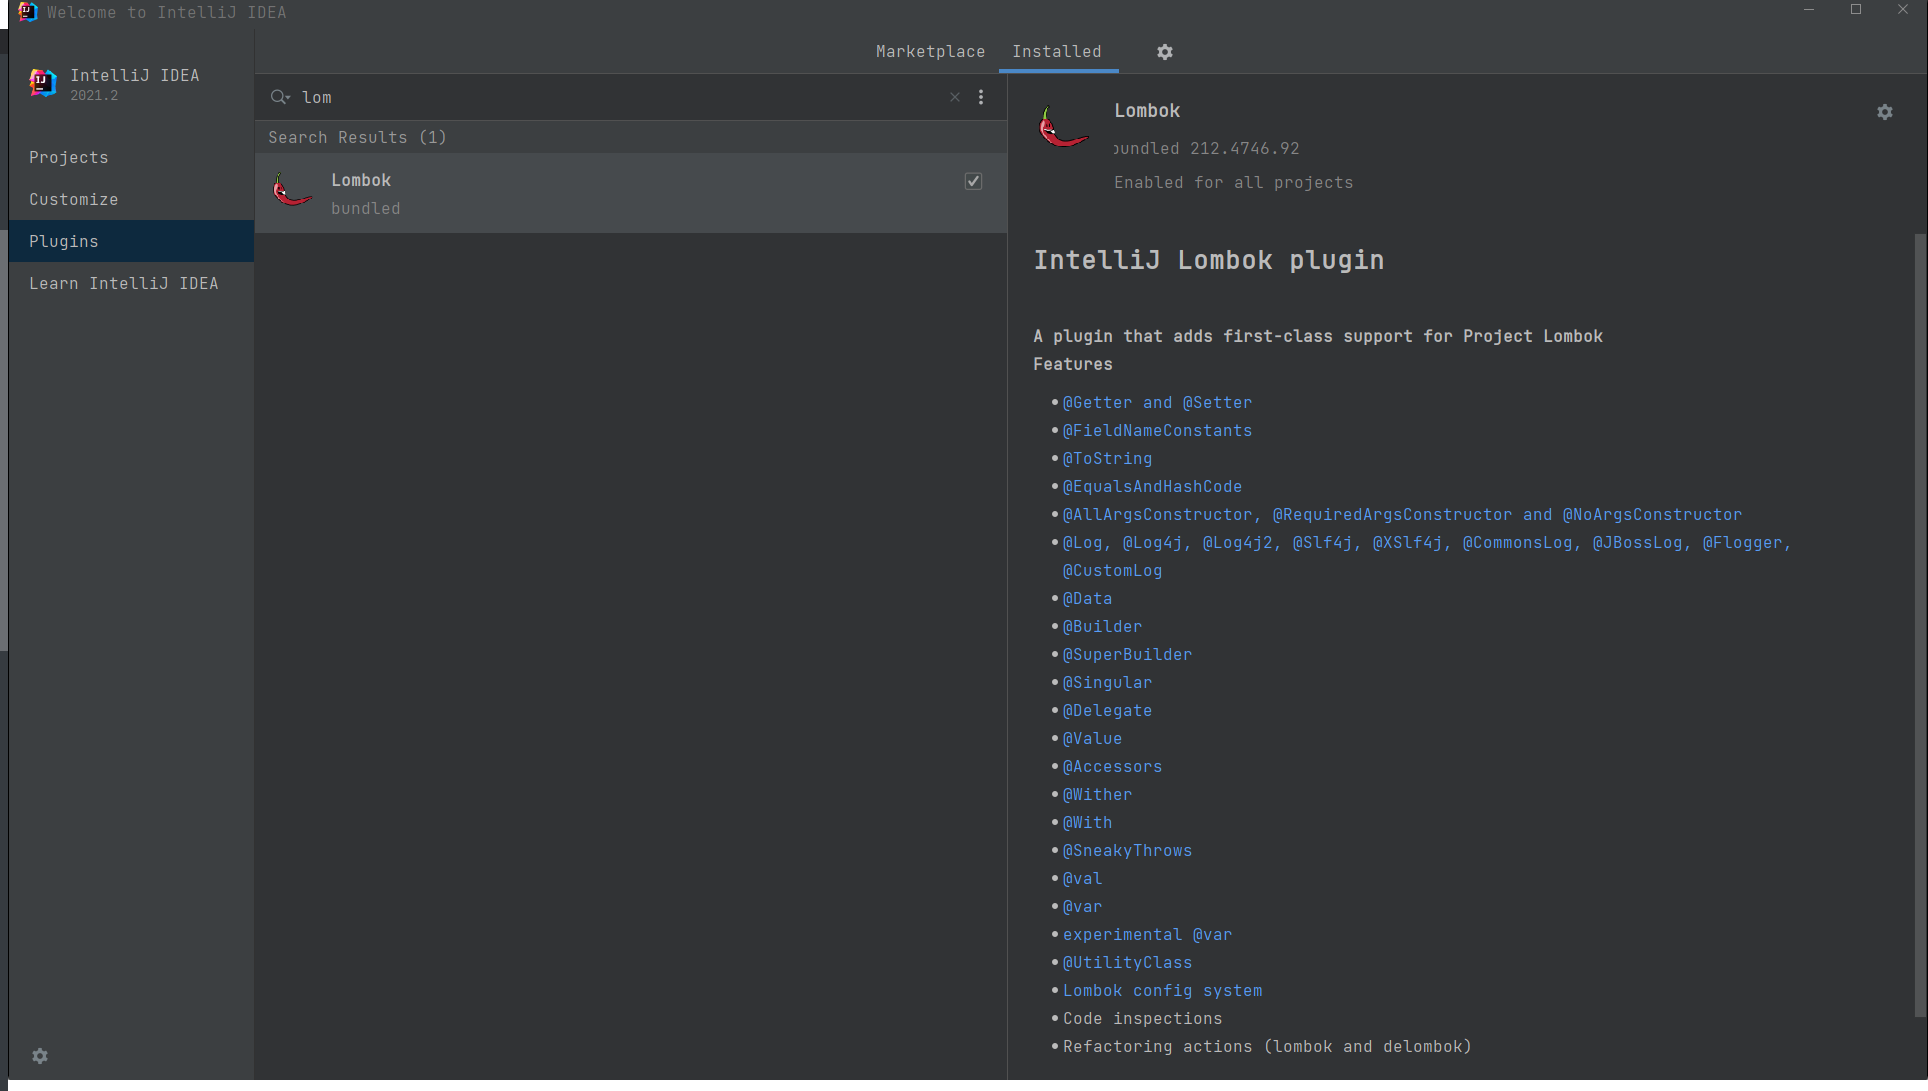 Welcome to IntelliJ IDEA
IntelliJ IDEA
2021.2
Projects
Customize
Plugins
Learn IntelliJ IDEA
Marketplace
Installed
lom
Search Results (1)
Lombok
bundled
Lombok
bundled 212.4746.92
Enabled for all projects
IntelliJ Lombok plugin
A plugin that adds first-class support for Project Lombok
Features
@Getter and @Setter
@FieldNameConstants
@ToString
@EqualsAndHashCode
@AllArgsConstructor, @RequiredArgsConstructor and @NoArgsConstructor
@Log, @Log4j, @Log4j2, @Slf4j, @XSlf4j, @CommonsLog, @JBossLog, @Flogger,
@CustomLog
@Data
@Builder
@SuperBuilder
@Singular
@Delegate
@Value
@Accessors
@Wither
@With
@SneakyThrows
@val
@var
experimental @var
@UtilityClass
Lombok config system
Code inspections
Refactoring actions (lombok and delombok)